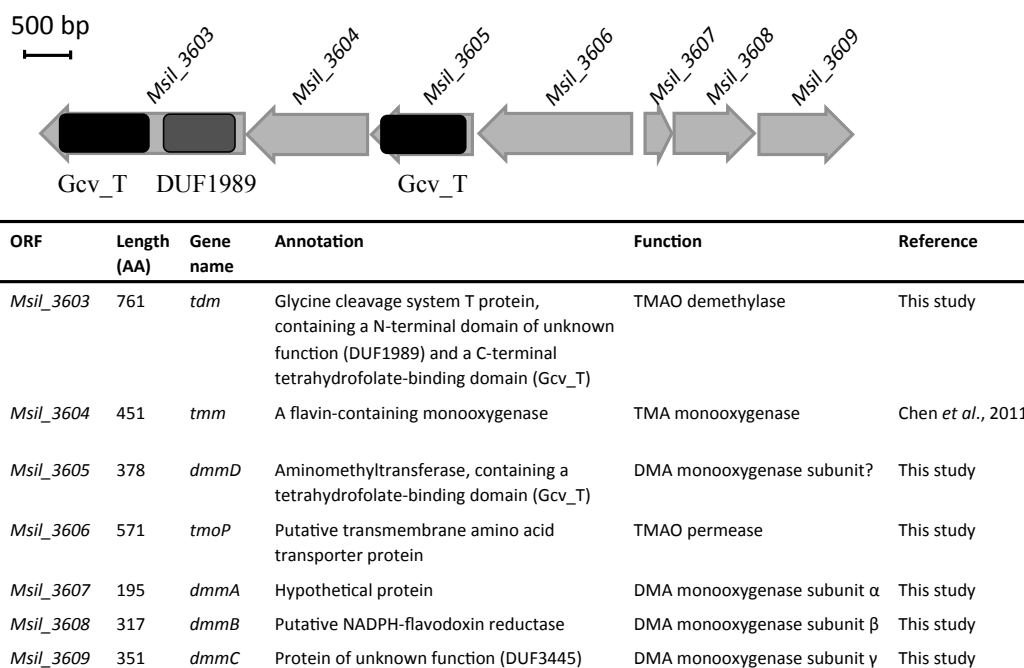 500 bp
Msil_3603 Msil_3604 Msil_3605 Msil_3606 Msil_3607 Msil_3608 Msil_3609
Gcv_T DUF1989 Gcv_T
ORF Length (AA) Gene name Annotation Function Reference
Msil_3603 761 tdm Glycine cleavage system T protein, TMAO demethylase This study
containing a N-terminal domain of unknown
function (DUF1989) and a C-terminal
tetrahydrofolate-binding domain (Gcv_T)
Msil_3604 451 tmm A flavin-containing monooxygenase TMA monooxygenase Chen et al., 2011
Msil_3605 378 dmmD Aminomethyltransferase, containing a DMA monooxygenase subunit? This study
tetrahydrofolate-binding domain (Gcv_T)
Msil_3606 571 tmoP Putative transmembrane amino acid TMAO permease This study
transporter protein
Msil_3607 195 dmmA Hypothetical protein DMA monooxygenase subunit α This study
Msil_3608 317 dmmB Putative NADPH-flavodoxin reductase DMA monooxygenase subunit β This study
Msil_3609 351 dmmC Protein of unknown function (DUF3445) DMA monooxygenase subunit γ This study